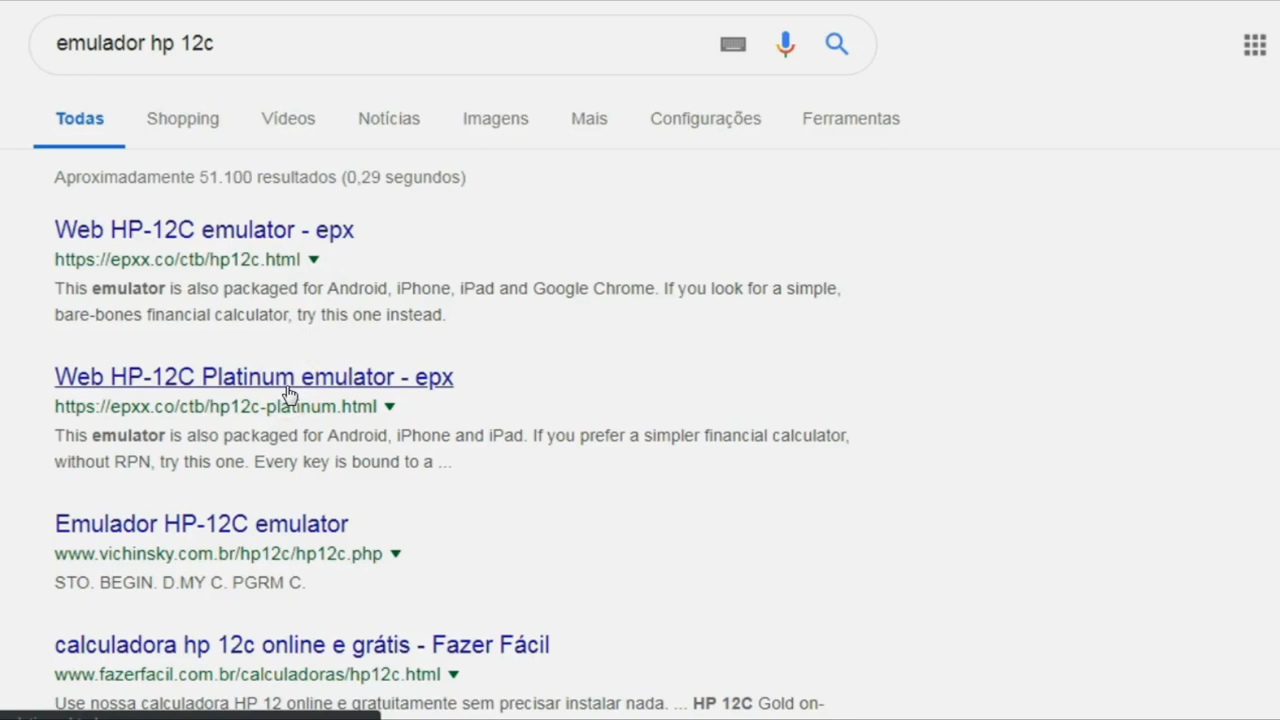 emulador hp 12c
Todas Shopping Vídeos Notícias Imagens Mais Configurações Ferramentas
Aproximadamente 51.100 resultados (0,29 segundos)
Web HP-12C emulator - epx
https://epxx.co/ctb/hp12c.html
This emulator is also packaged for Android, iPhone, iPad and Google Chrome. If you look for a simple,
bare-bones financial calculator, try this one instead.
Web HP-12C Platinum emulator - epx
https://epxx.co/ctb/hp12c-platinum.html
This emulator is also packaged for Android, iPhone and iPad. If you prefer a simpler financial calculator,
without RPN, try this one. Every key is bound to a ...
Emulador HP-12C emulator
www.vichinsky.com.br/hp12c/hp12c.php
STO. BEGIN. D.MY C. PGRM C.
calculadora hp 12c online e grátis - Fazer Fácil
www.fazerfacil.com.br/calculadoras/hp12c.html
Use nossa calculadora HP 12 online e gratuitamente sem precisar instalar nada. ... HP 12C Gold on-